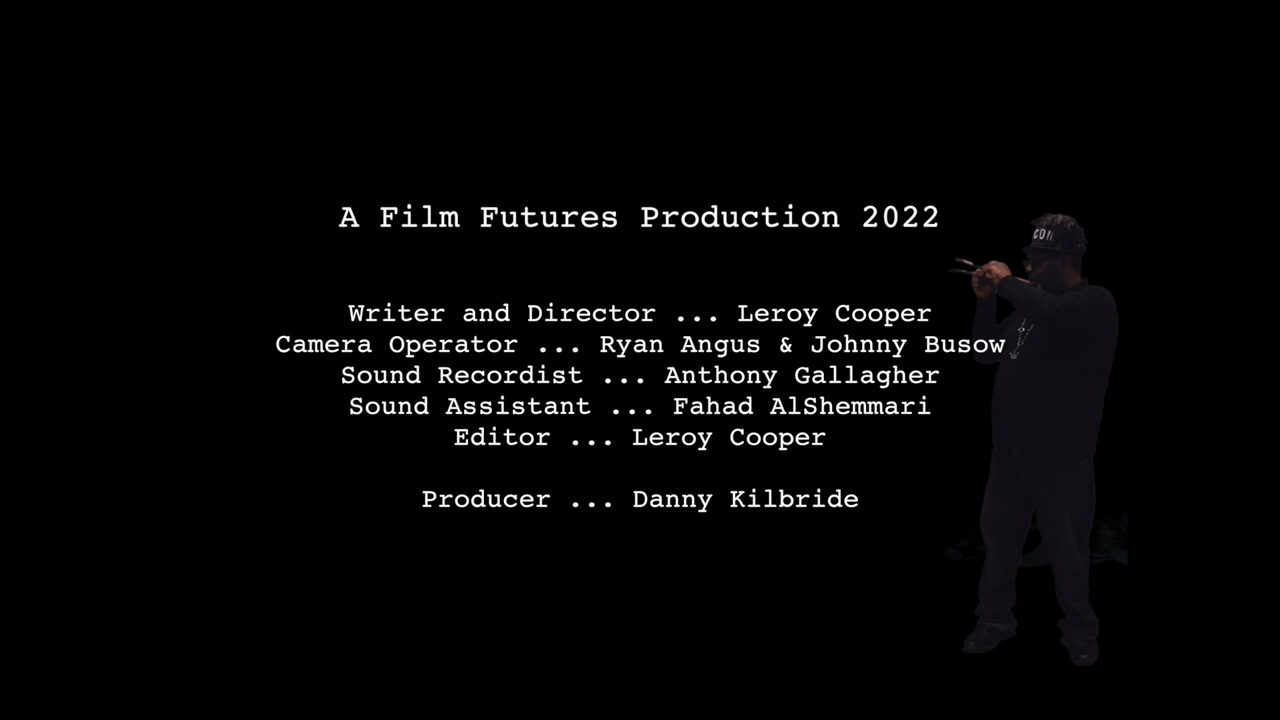 A Film Futures Production 2022
Writer and Director ... Leroy Cooper
Camera Operator ... Ryan Angus & Johnny Busow
Sound Recordist ... Anthony Gallagher
Sound Assistant ... Fahad AlShemmari
Editor ... Leroy Cooper
Producer ... Danny Kilbride